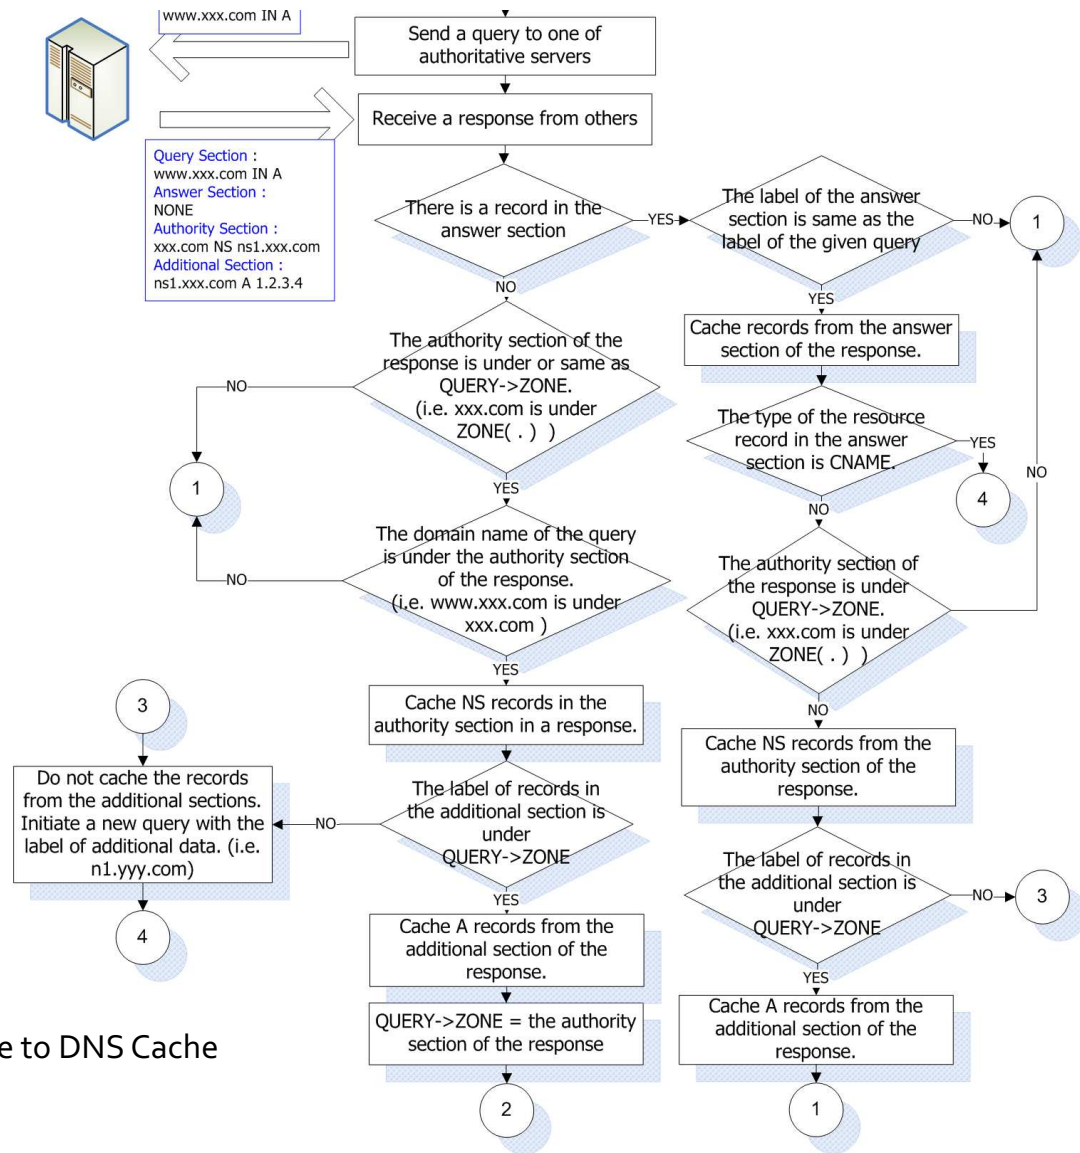 www.xxx.com IN A
Send a query to one of
authoritative servers
Receive a response from others
Query Section :
www.xxx.com IN A
Answer Section :
NONE
Authority Section :
xxx.com NS ns1.xxx.com
Additional Section :
ns1.xxx.com A 1.2.3.4
There is a record in the
answer section
YES
The label of the answer
section is same as the
label of the given query
NO
1
NO
YES
The authority section of the
response is under or same as
QUERY->ZONE.
(i.e. xxx.com is under
ZONE( . ) )
NO
Cache records from the answer
section of the response.
The type of the resource
record in the answer
section is CNAME.
YES
4
NO
1
YES
NO
The domain name of the query
is under the authority section
of the response.
(i.e. www.xxx.com is under
xxx.com )
NO
The authority section of
the response is under
QUERY->ZONE.
(i.e. xxx.com is under
ZONE( . ) )
NO
YES
Cache NS records in the
authority section in a response.
3
Do not cache the records
from the additional sections.
Initiate a new query with the
label of additional data. (i.e.
n1.yyy.com)
NO
The label of records in
the additional section is
under
QUERY->ZONE
Cache NS records from the
authority section of the
response.
The label of records in
the additional section is
under
QUERY->ZONE
NO
3
4
YES
Cache A records from the
additional section of the
response.
YES
Cache A records from the
additional section of the
response.
QUERY->ZONE = the authority
section of the response
e to DNS Cache
2
1